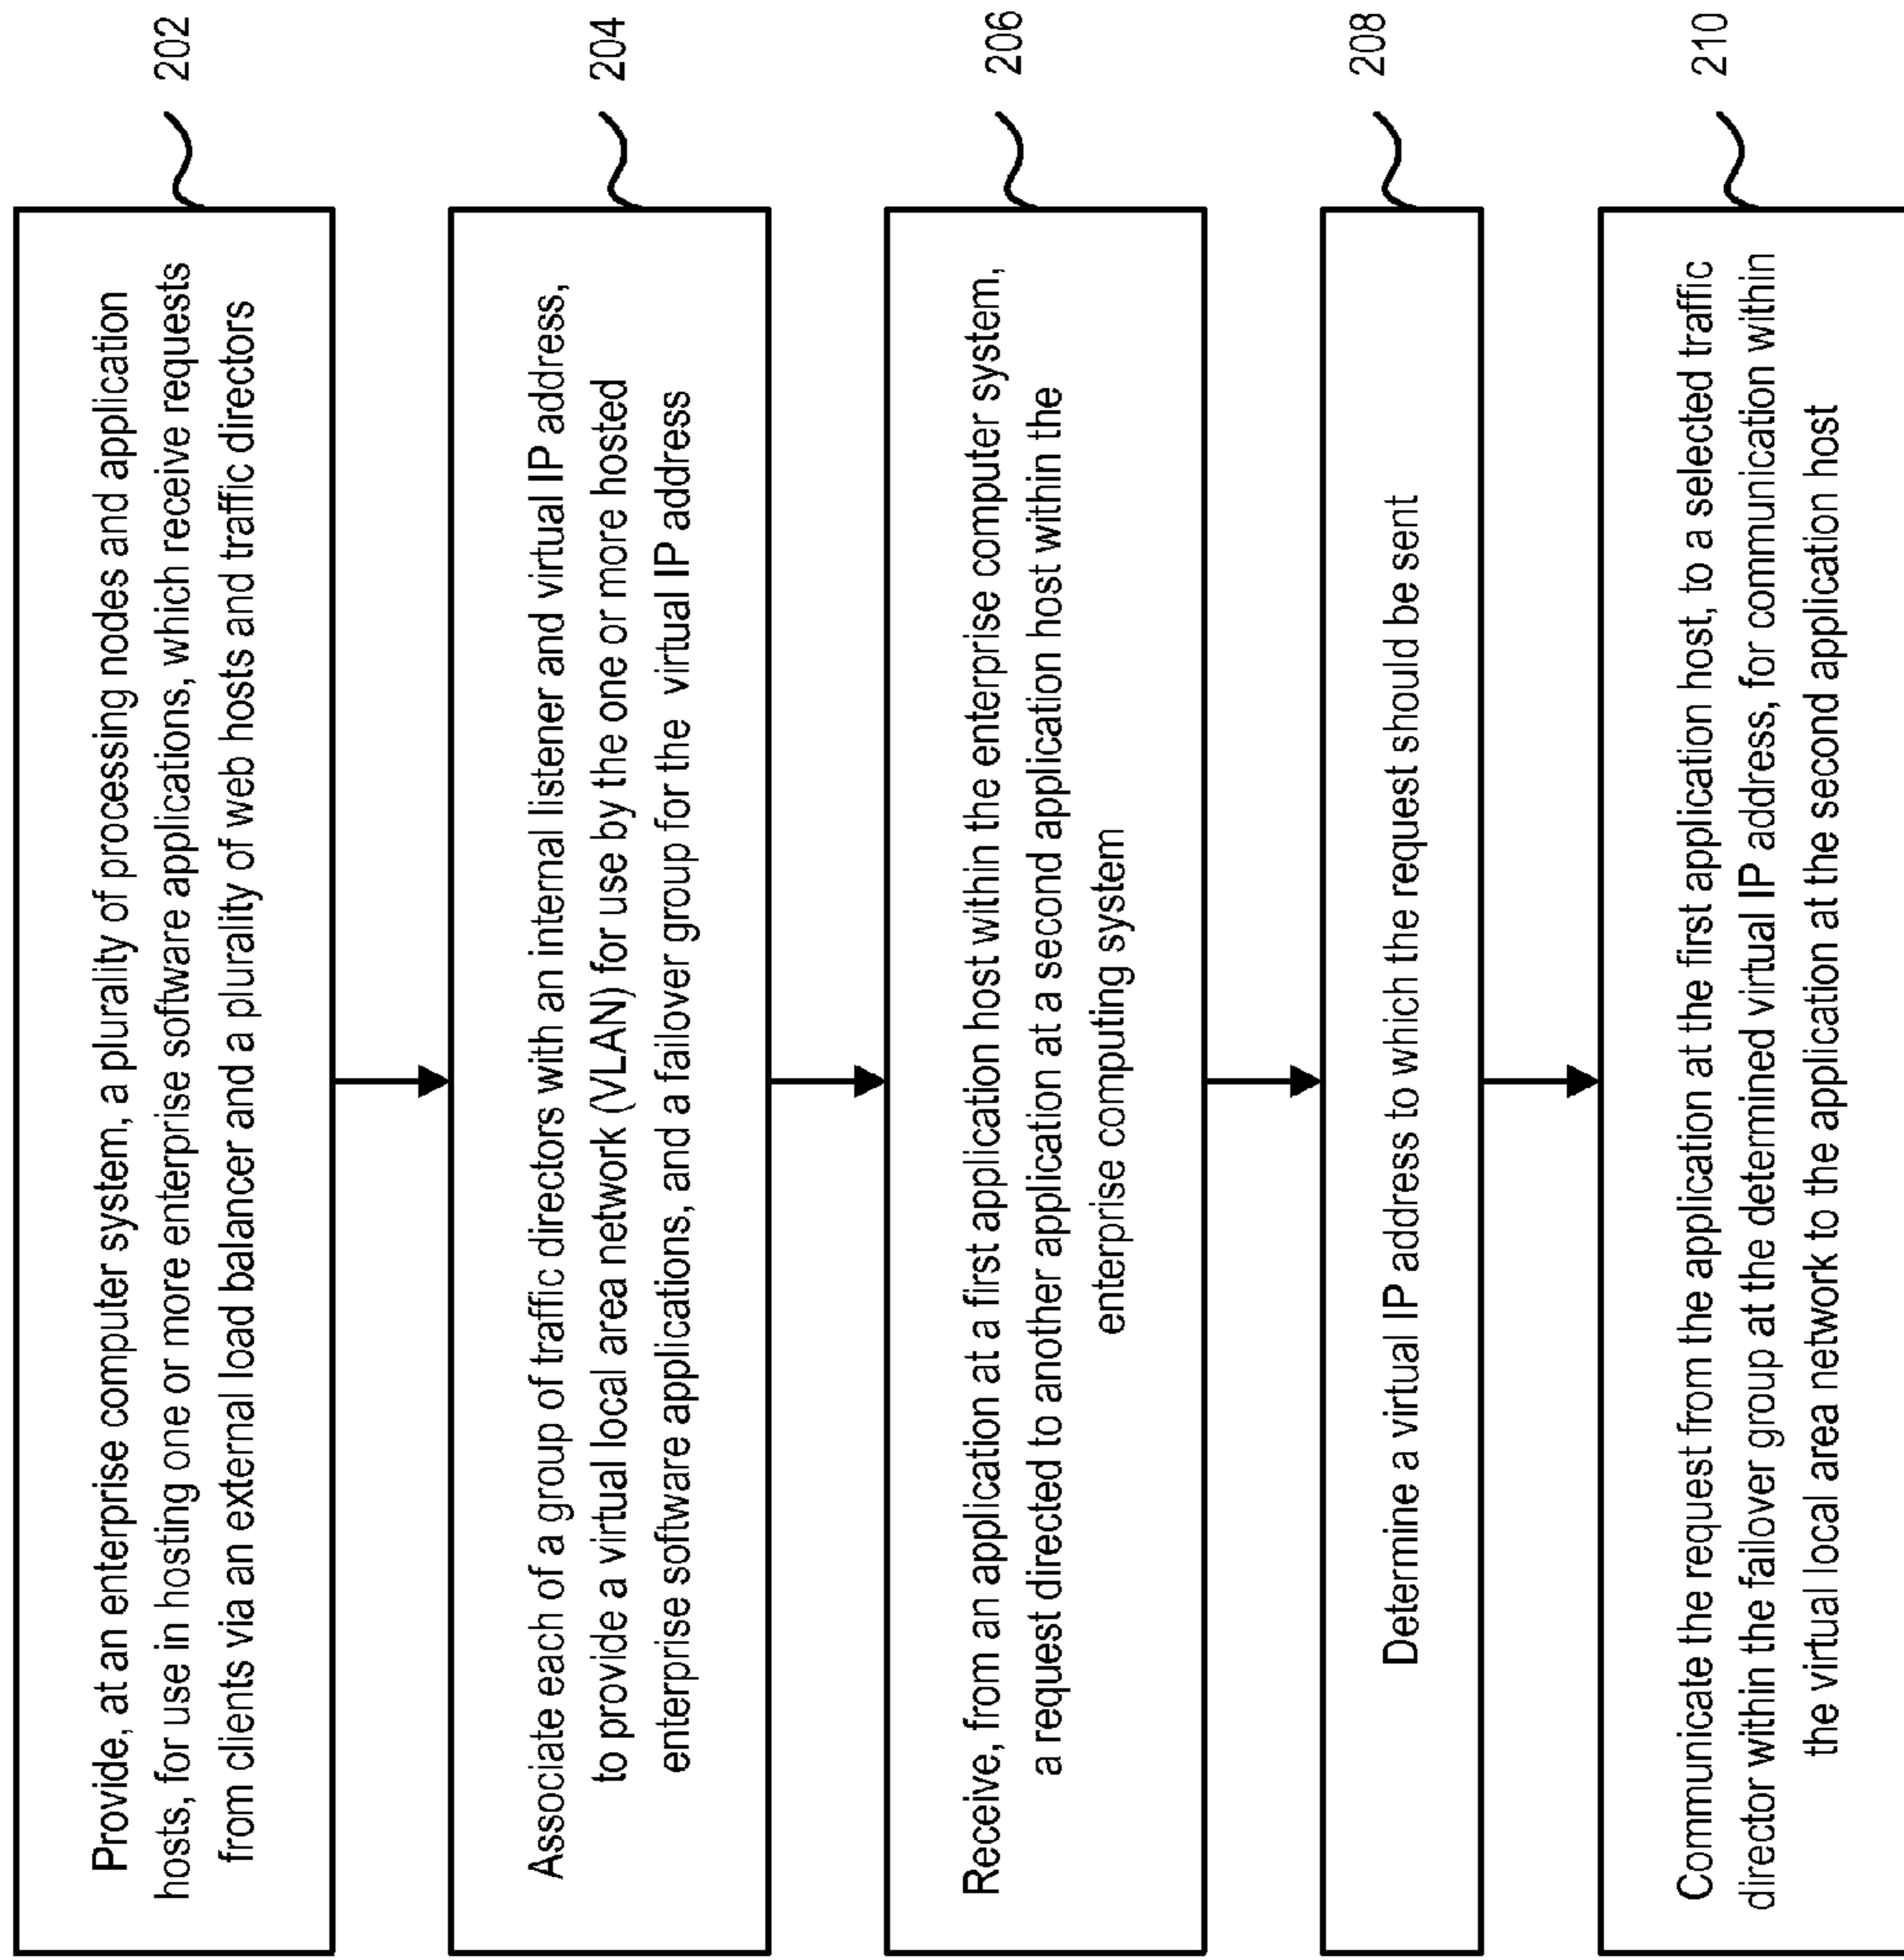 Provide, at an enterprise computer system, a plurality of processing nodes and application
hosts, for use in hosting one or more enterprise software applications, which receive requests
from clients via an external load balancer and a plurality of web hosts and traffic directors
202
Associate each of a group of traffic directors with an internal listener and virtual IP address,
to provide a virtual local area network (VLAN) for use by the one or more hosted
enterprise software applications, and a failover group for the virtual IP address
204
Receive, from an application at a first application host within the enterprise computer system,
a request directed to another application at a second application host within the
enterprise computing system
206
Determine a virtual IP address to which the request should be sent
208
Communicate the request from the application at the first application host, to a selected traffic
director within the failover group at the determined virtual IP address, for communication within
the virtual local area network to the application at the second application host
210